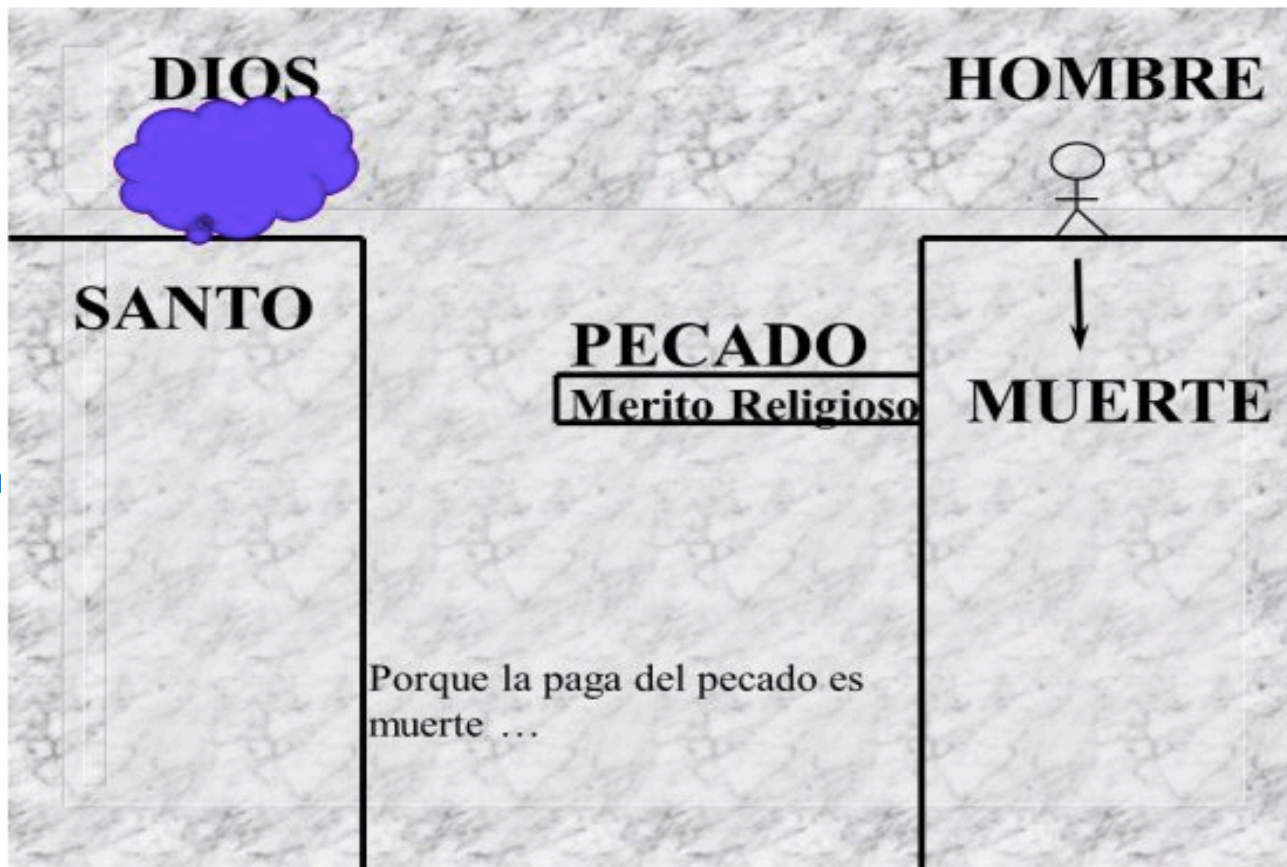 DIOS
HOMBRE
SANTO
PECADO
Merito Religioso
MUERTE
Porque la paga del pecado es
muerte …